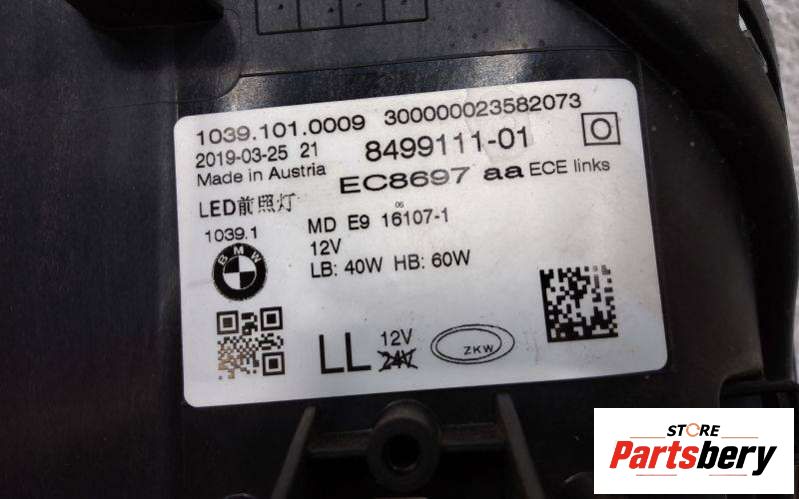 1039.101.0009 300000023582073
2019-03-25 21 8499111-01 O
Made in Austria EC8697 aa ECE links
LED前照灯 06
1039.1 MD E9 16107-1
BMW 12V
LB: 40W HB: 60W
LL 12V
24V ZKW
STORE
Partsbery